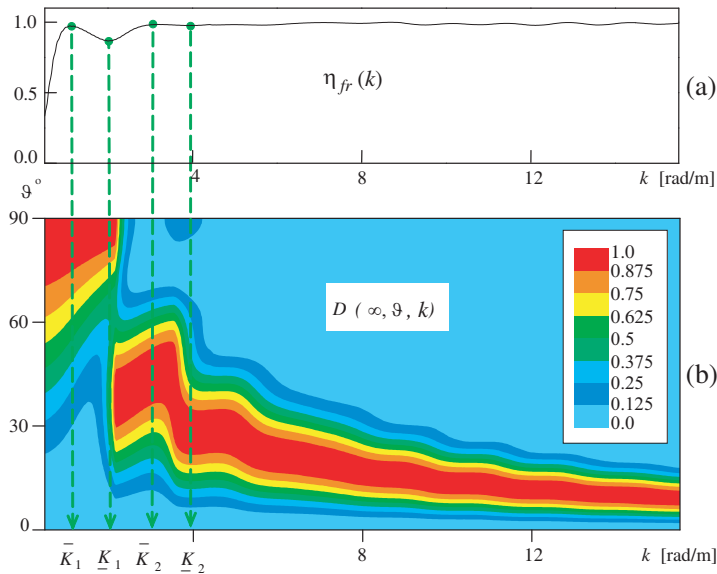 1.0
η_fr (k)
(a)
0.5
0.0
ϑ°
4
12
k [rad/m]
90
1.0
0.875
0.75
0.625
0.5
0.375
0.25
0.125
0.0
D (∞, ϑ, k)
60
(b)
30
0
K̅ 1
K̲ 1
K̅ 2
K̲ 2
8
12
k [rad/m]